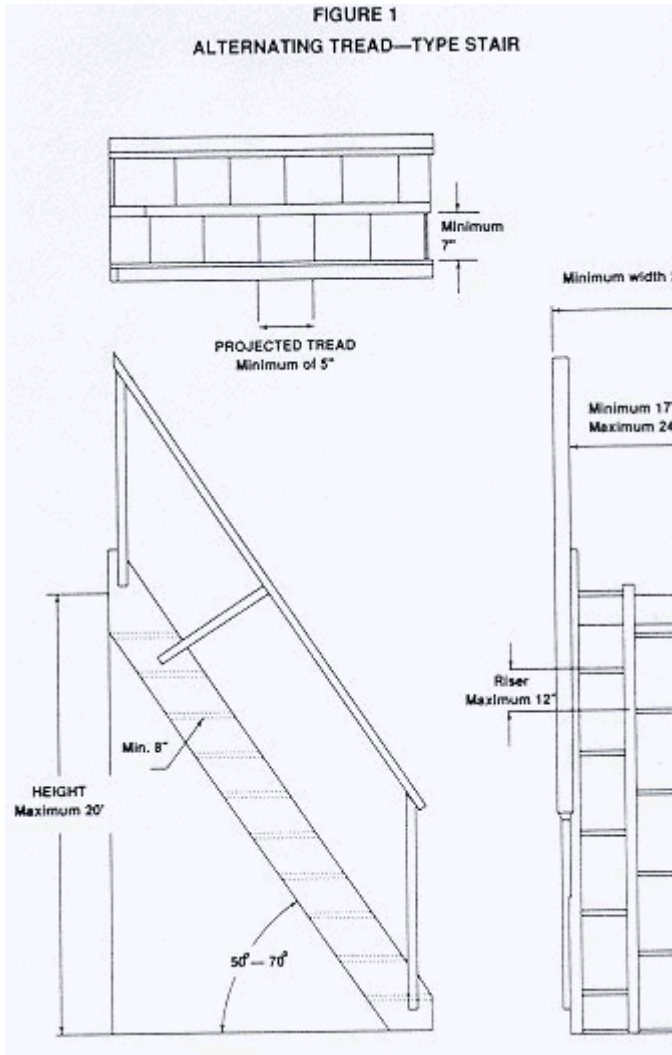 FIGURE 1
ALTERNATING TREAD—TYPE STAIR
Minimum
7"
Minimum width
PROJECTED TREAD
Minimum of 5"
Minimum 17"
Maximum 24
Riser
Maximum 12"
Min. 8"
HEIGHT
Maximum 20'
50° — 70°